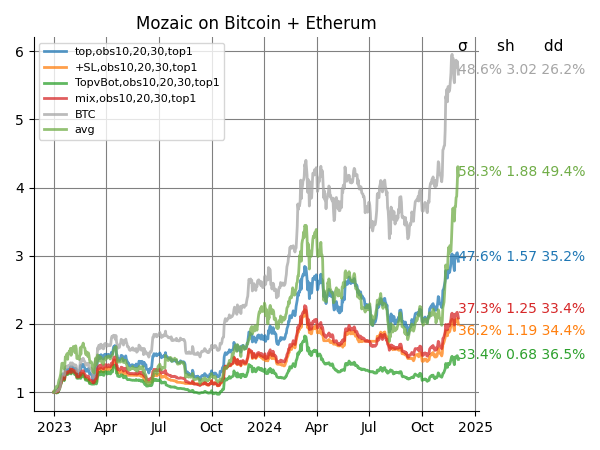 Mozaic on Bitcoin + Etherum
σ sh dd
top,obs10,20,30,top1
+SL,obs10,20,30,top1
TopvBot,obs10,20,30,top1
mix,obs10,20,30,top1
BTC
avg
6
5
4
3
2
1
48.6% 3.02 26.2%
58.3% 1.88 49.4%
47.6% 1.57 35.2%
37.3% 1.25 33.4%
36.2% 1.19 34.4%
33.4% 0.68 36.5%
2023 Apr Jul Oct 2024 Apr Jul Oct 2025